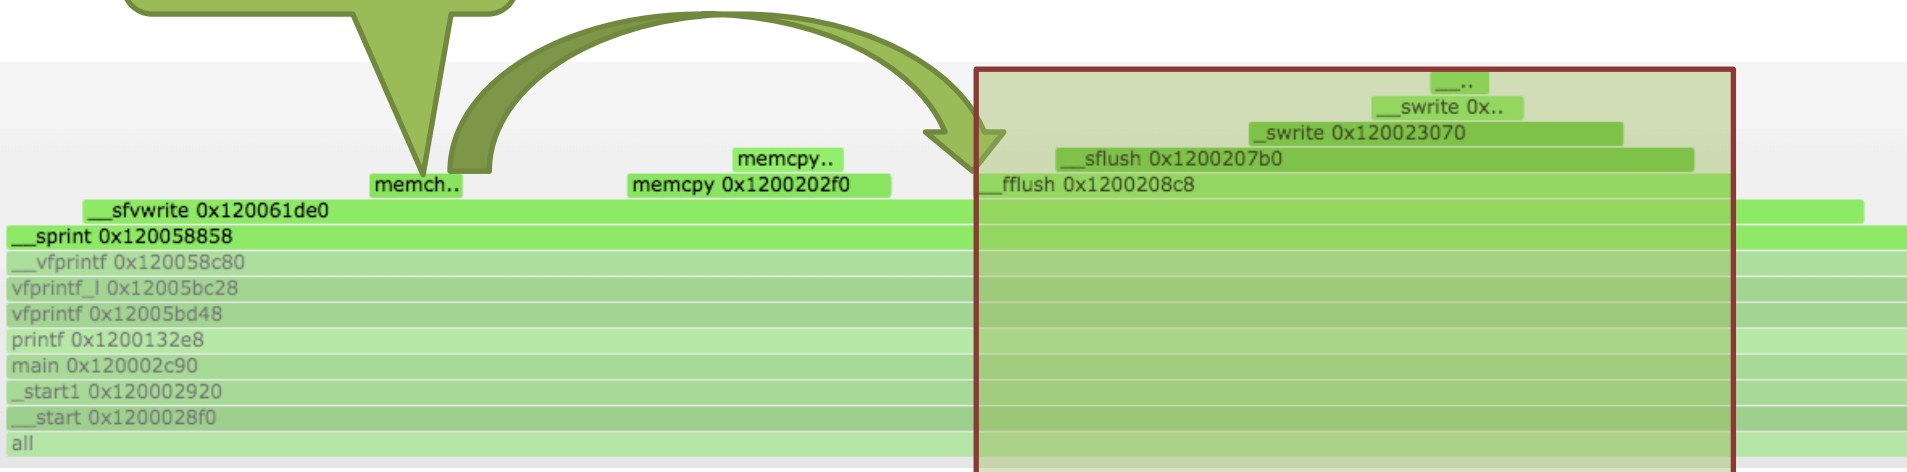 __..
__swrite 0x..
_swrite 0x120023070
memcpy..
__sflush 0x1200207b0
memch..
memcpy 0x1200202f0
__fflush 0x1200208c8
__sfvwrite 0x120061de0
__sprint 0x120058858
__vfprintf 0x120058c80
vfprintf_l 0x12005bc28
vfprintf 0x12005bd48
printf 0x1200132e8
main 0x120002c90
_start1 0x120002920
__start 0x1200028f0
all